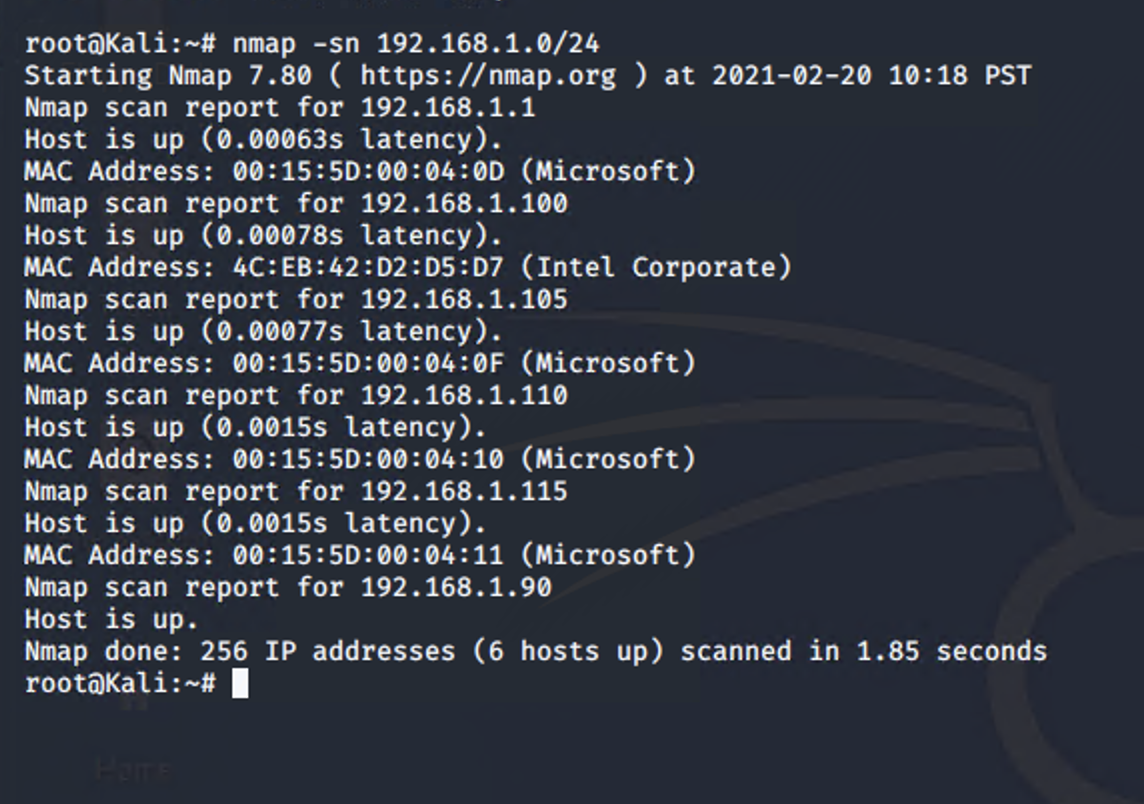 root@Kali:~# nmap -sn 192.168.1.0/24
Starting Nmap 7.80 ( https://nmap.org ) at 2021-02-20 10:18 PST
Nmap scan report for 192.168.1.1
Host is up (0.00063s latency).
MAC Address: 00:15:5D:00:04:0D (Microsoft)
Nmap scan report for 192.168.1.100
Host is up (0.00078s latency).
MAC Address: 4C:EB:42:D2:D5:D7 (Intel Corporate)
Nmap scan report for 192.168.1.105
Host is up (0.00077s latency).
MAC Address: 00:15:5D:00:04:0F (Microsoft)
Nmap scan report for 192.168.1.110
Host is up (0.0015s latency).
MAC Address: 00:15:5D:00:04:10 (Microsoft)
Nmap scan report for 192.168.1.115
Host is up (0.0015s latency).
MAC Address: 00:15:5D:00:04:11 (Microsoft)
Nmap scan report for 192.168.1.90
Host is up.
Nmap done: 256 IP addresses (6 hosts up) scanned in 1.85 seconds
root@Kali:~#
Home